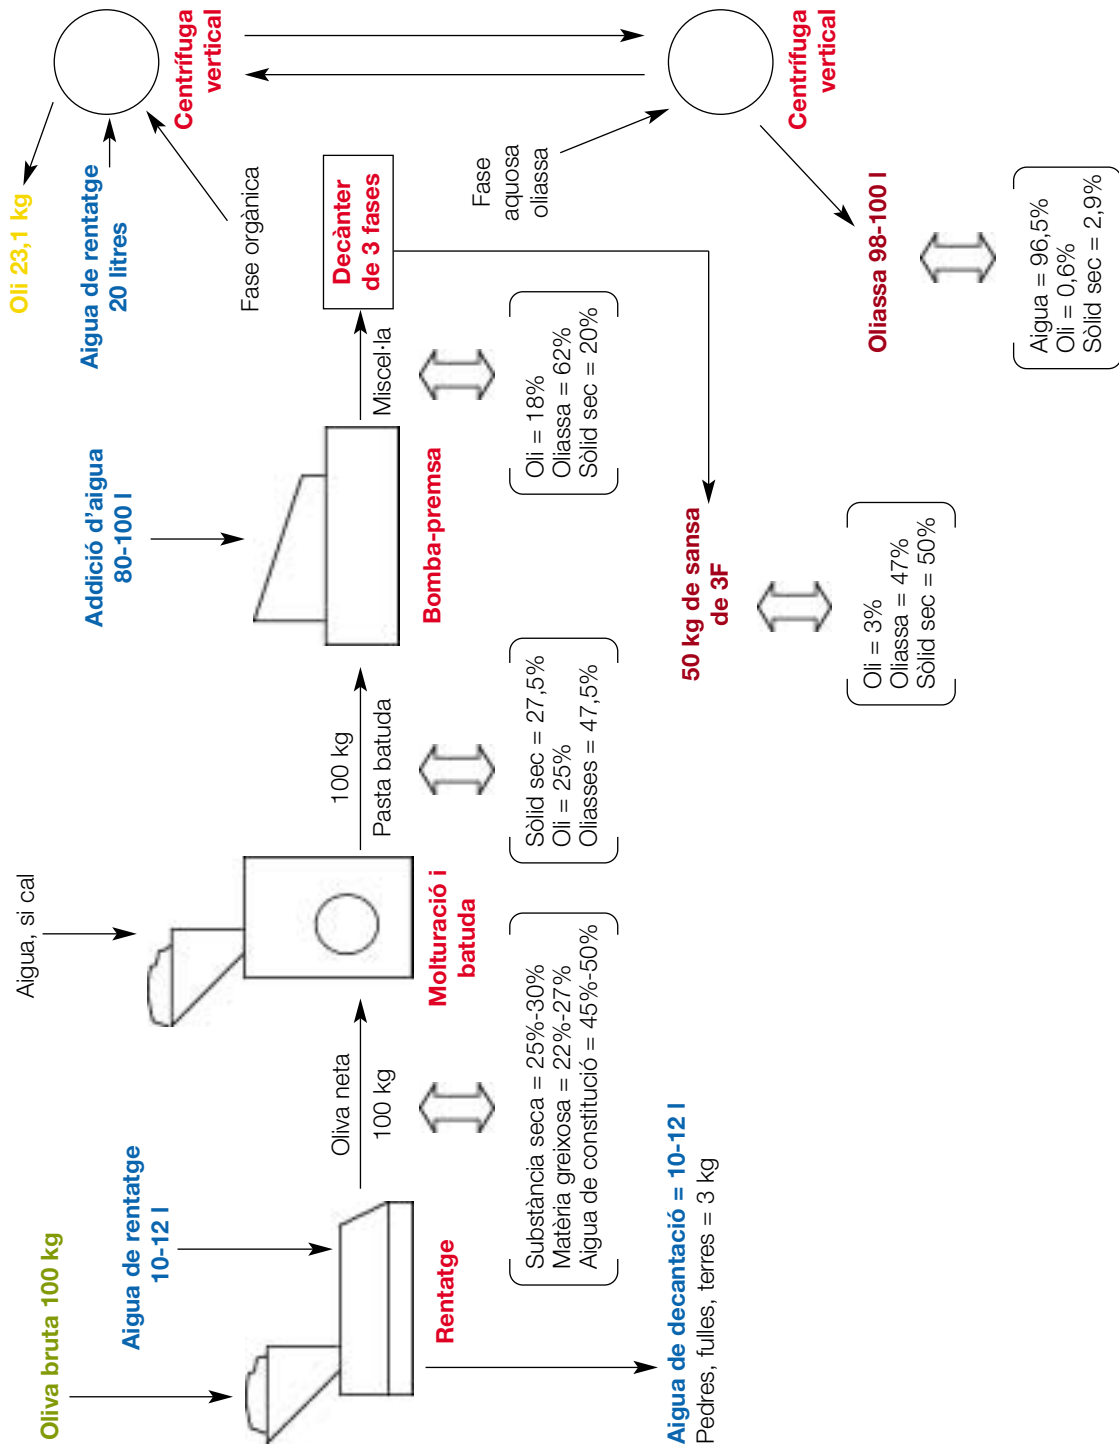 Oliva bruta 100 kg
Aigua de rentatge
10-12 l
Rentatge
Aigua de decantació = 10-12 l
Pedres, fulles, terres = 3 kg
Oliva neta
100 kg
Substància seca = 25%-30%
Matèria greixosa = 22%-27%
Aigua de constitució = 45%-50%
Aigua, si cal
Molturació i
batuda
100 kg
Pasta batuda
Sòlid sec = 27,5%
Oli = 25%
Oliasses = 47,5%
Addició d'aigua
80-100 l
Bomba-premsa
Miscel·la
Oli = 18%
Oliassa = 62%
Sòlid sec = 20%
Decànter
de 3 fases
50 kg de sansa
de 3F
Oli = 3%
Oliassa = 47%
Sòlid sec = 50%
Oli 23,1 kg
Aigua de rentatge
20 litres
Fase orgànica
Centrífuga
vertical
Fase
aquosa
oliassa
Centrífuga
vertical
Oliassa 98-100 l
Aigua = 96,5%
Oli = 0,6%
Sòlid sec = 2,9%